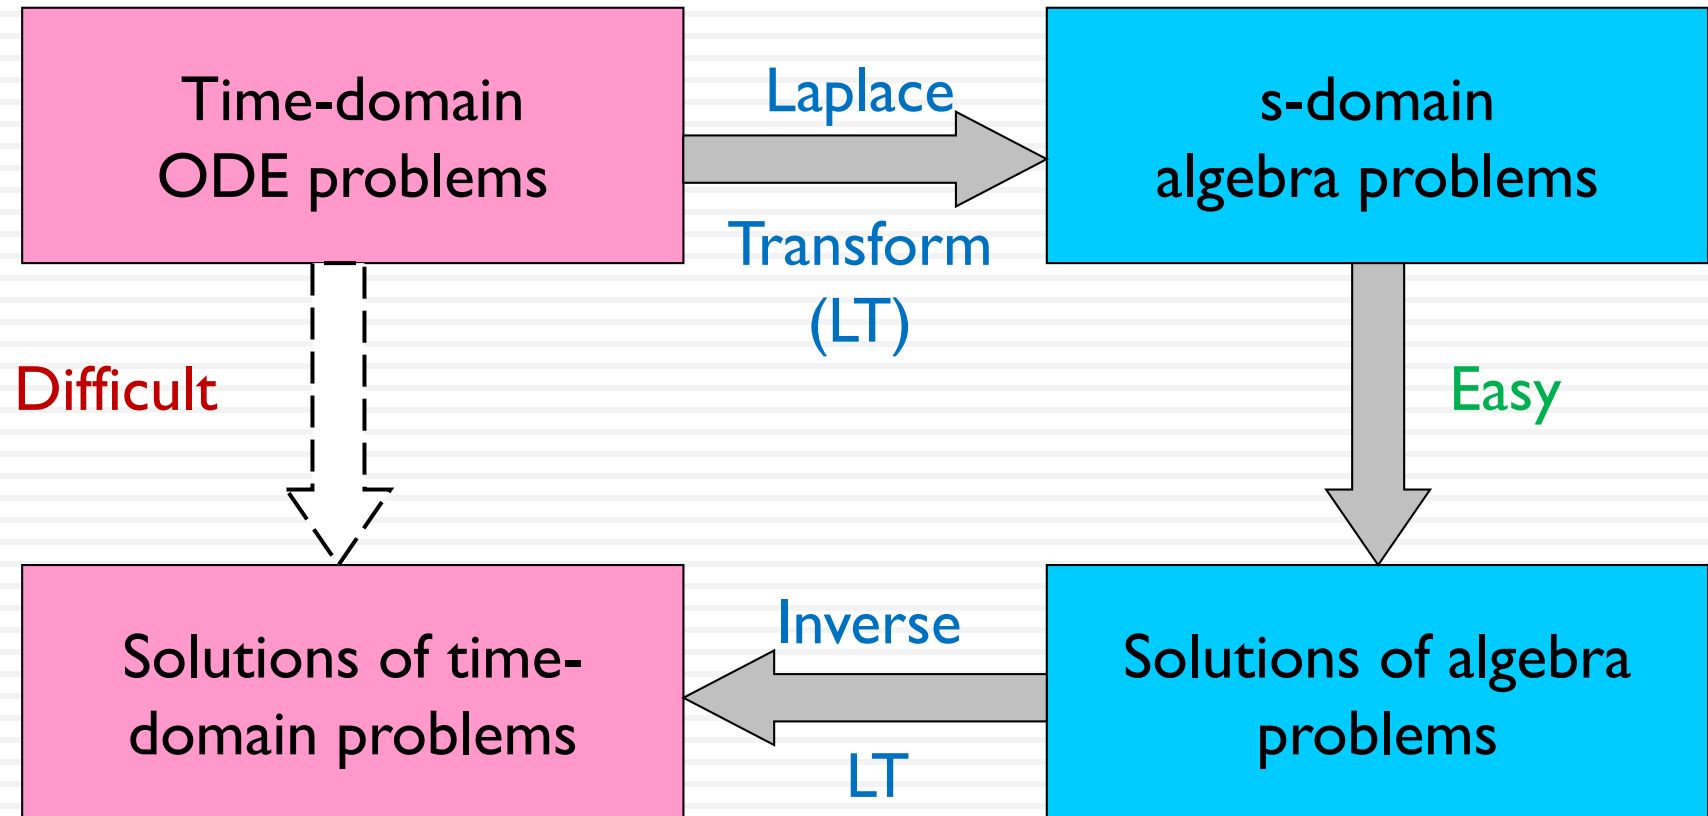 Time-domain
ODE problems
Laplace
Transform
(LT)
s-domain
algebra problems
Difficult
Easy
Solutions of time-
domain problems
Inverse
LT
Solutions of algebra
problems